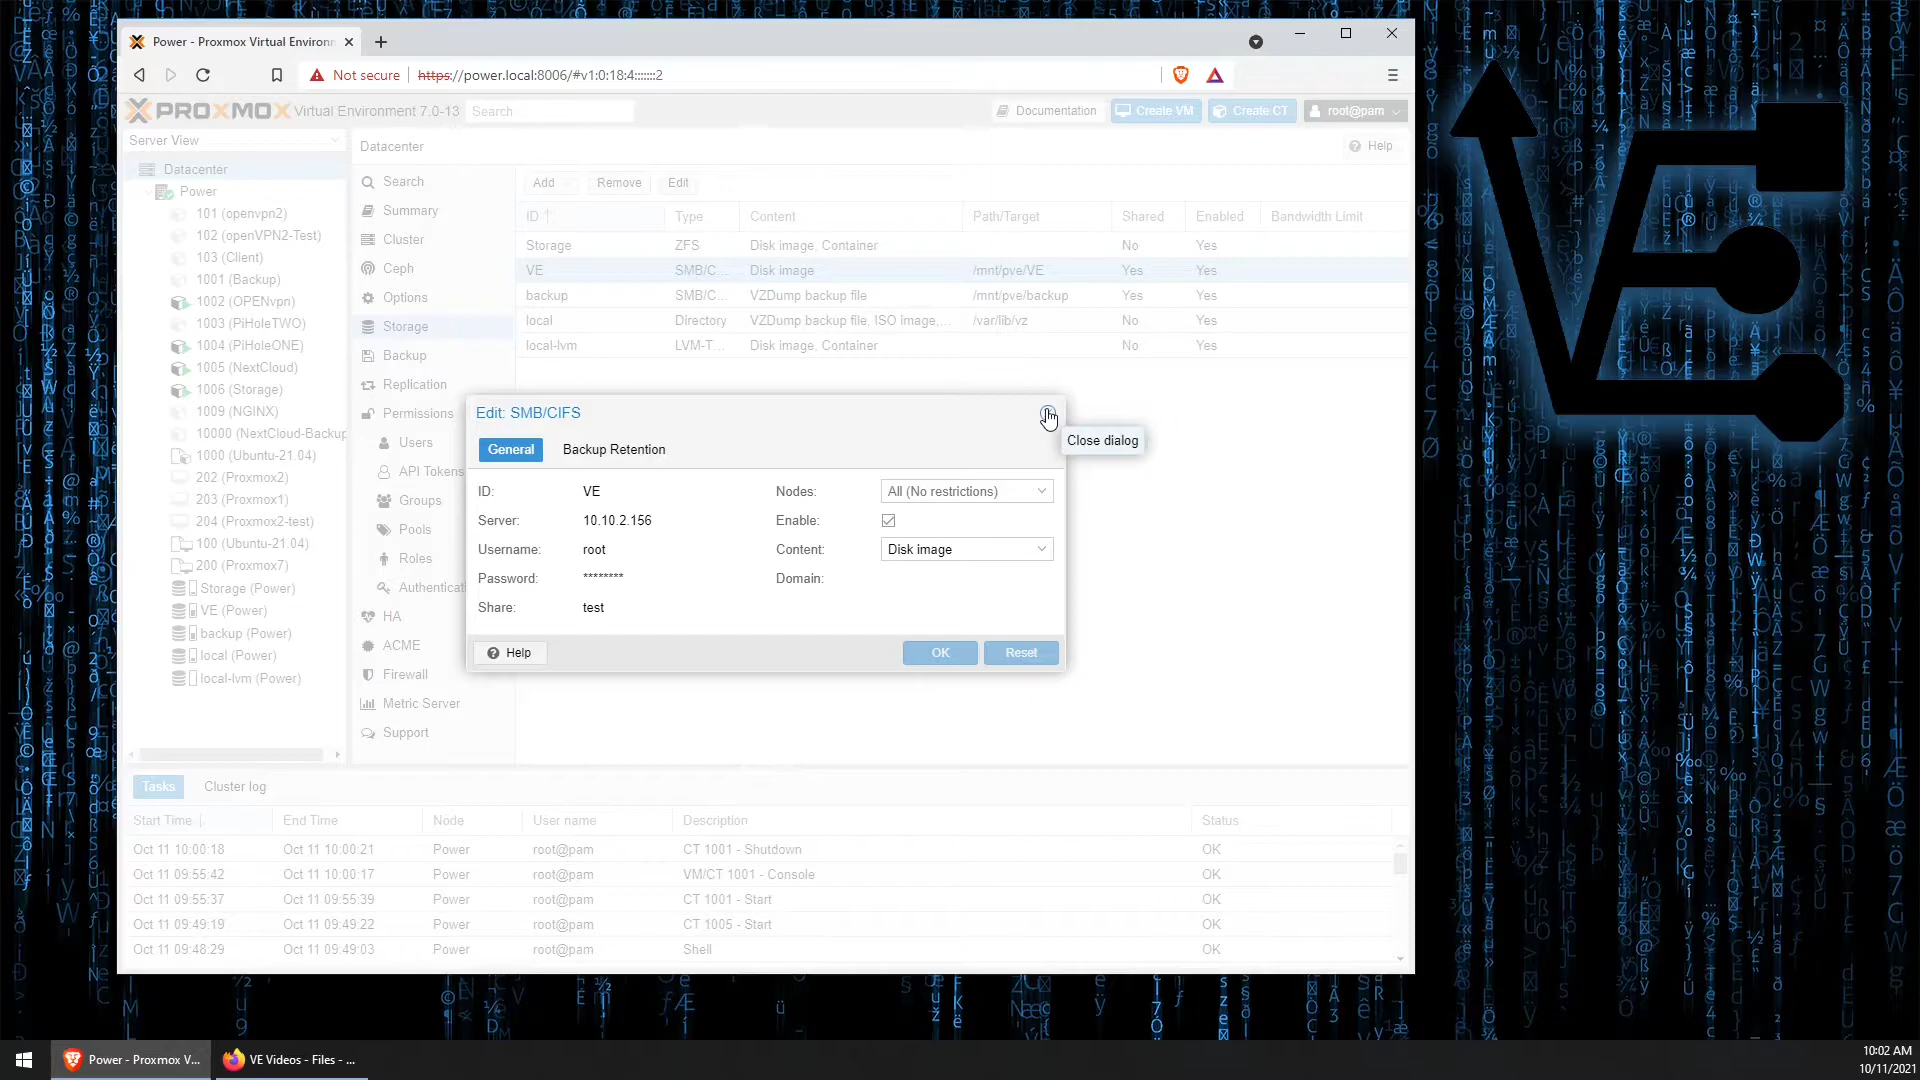 Power - Proxmox Virtual Environn
Not secure
https://power.local:8006/#v1:0:18:4:::::::2
PROXMOX
Virtual Environment 7.0-13
Search
Documentation
Create VM
Create CT
root@pam
Server View
Datacenter
Help
Datacenter
Power
101 (openvpn2)
102 (openVPN2-Test)
103 (Client)
1001 (Backup)
1002 (OPENvpn)
1003 (PiHoleTWO)
1004 (PiHoleONE)
1005 (NextCloud)
1006 (Storage)
1009 (NGINX)
10000 (NextCloud-Backup
1000 (Ubuntu-21.04)
202 (Proxmox2)
203 (Proxmox1)
204 (Proxmox2-test)
100 (Ubuntu-21.04)
200 (Proxmox7)
Storage (Power)
VE (Power)
backup (Power)
local (Power)
local-lvm (Power)
Search
Summary
Cluster
Ceph
Options
Storage
Backup
Replication
Permissions
Users
API Tokens
Groups
Pools
Roles
Authenticati
HA
ACME
Firewall
Metric Server
Support
Add
Remove
Edit
ID Type Content Path/Target Shared Enabled Bandwidth Limit
Storage ZFS Disk image, Container No Yes
VE SMB/C... Disk image /mnt/pve/VE Yes Yes
backup SMB/C... VZDump backup file /mnt/pve/backup Yes Yes
local Directory VZDump backup file, ISO image,... /var/lib/vz No Yes
local-lvm LVM-T... Disk image, Container No Yes
Edit: SMB/CIFS
Close dialog
General
Backup Retention
ID: VE
Nodes: All (No restrictions)
Server: 10.10.2.156
Enable:
Username: root
Content: Disk image
Password: ********
Domain:
Share: test
Help
OK
Reset
Tasks
Cluster log
Start Time End Time Node User name Description Status
Oct 11 10:00:18 Oct 11 10:00:21 Power root@pam CT 1001 - Shutdown OK
Oct 11 09:55:42 Oct 11 10:00:17 Power root@pam VM/CT 1001 - Console OK
Oct 11 09:55:37 Oct 11 09:55:39 Power root@pam CT 1001 - Start OK
Oct 11 09:49:19 Oct 11 09:49:22 Power root@pam CT 1005 - Start OK
Oct 11 09:48:29 Oct 11 09:49:03 Power root@pam Shell OK
Power - Proxmox V...
VE Videos - Files - ...
10:02 AM
10/11/2021